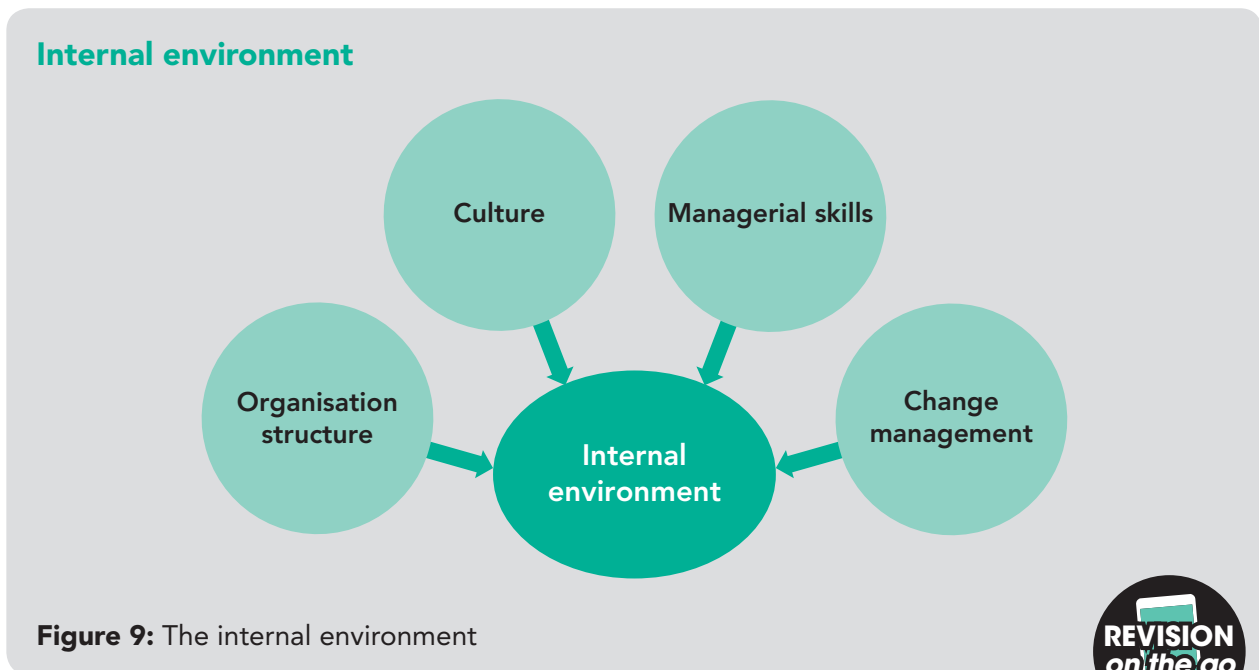 Internal environment
Culture
Managerial skills
Organisation
structure
Change
management
Internal
environment
Figure 9: The internal environment
REVISION
on the go